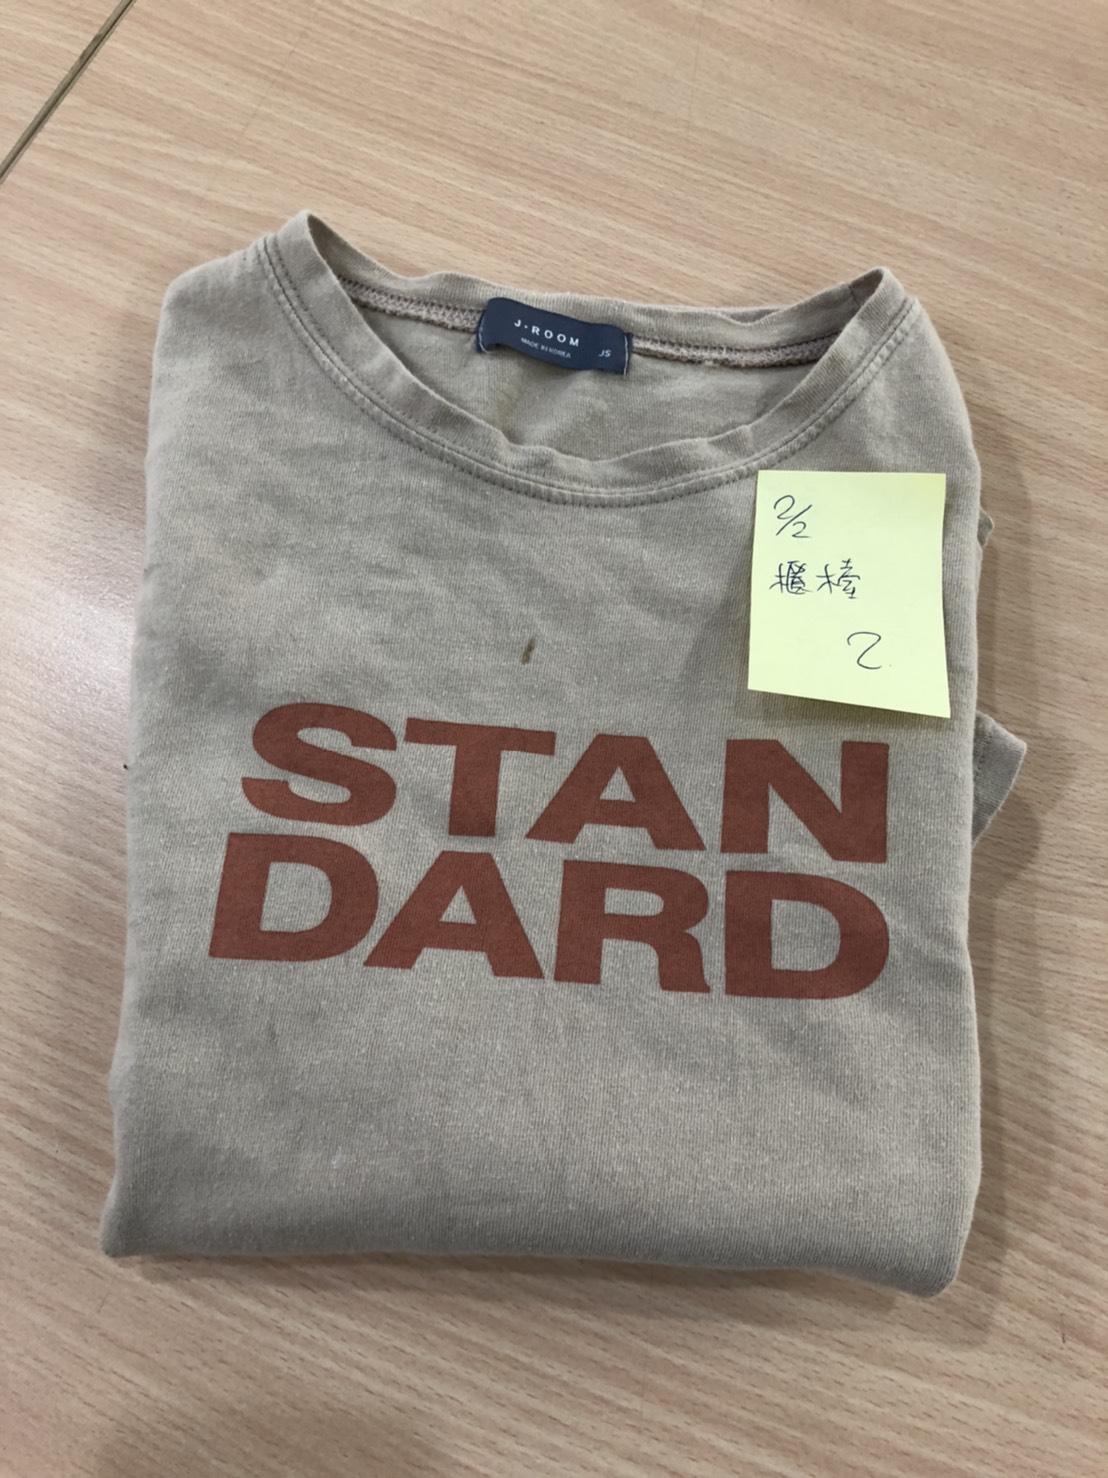 J·ROOM
MADE IN KOREA
JS
2/2
櫃檯
2
STAN
DARD